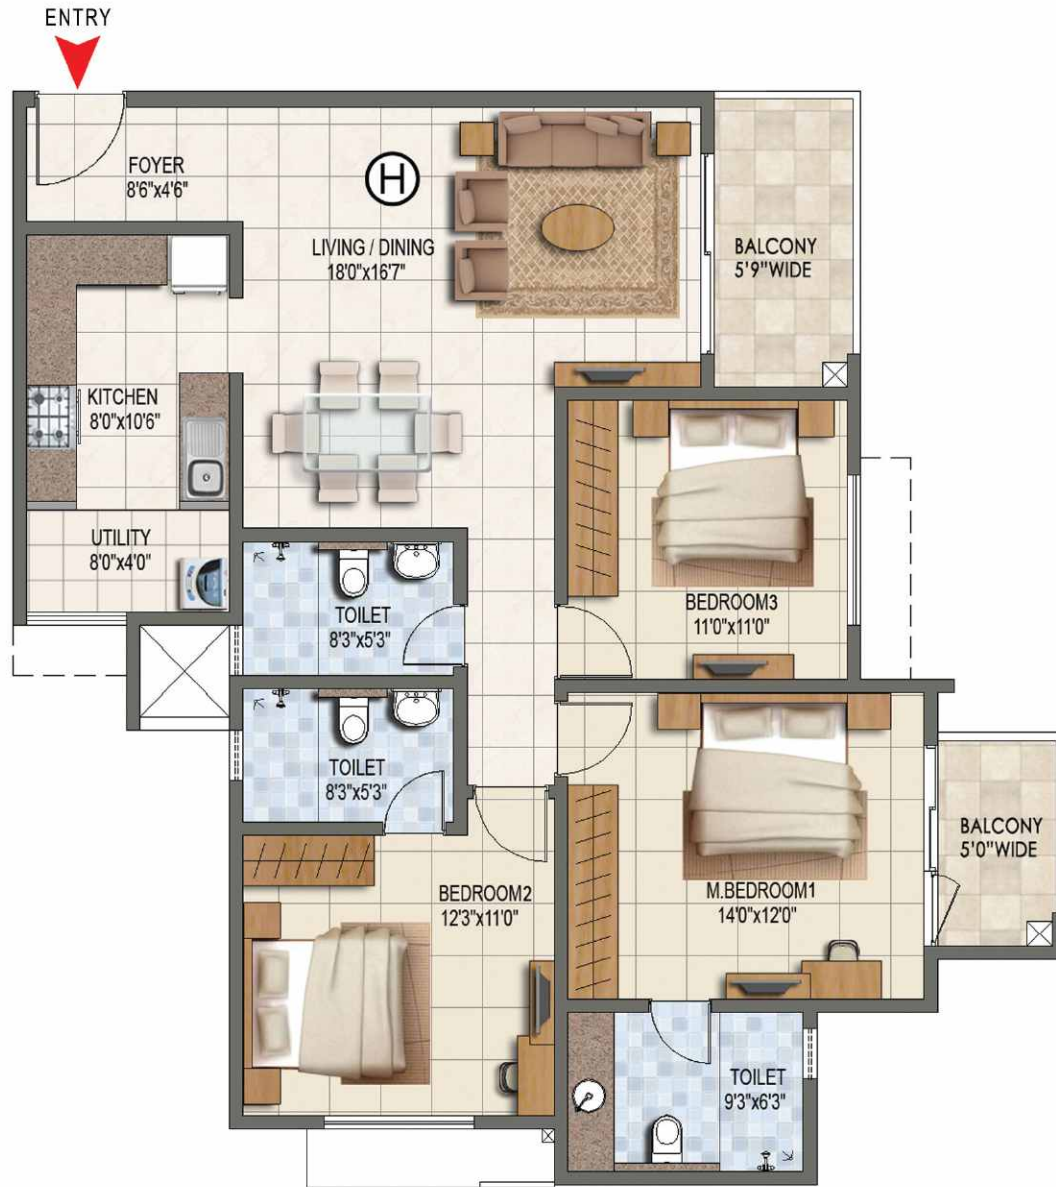 ENTRY
FOYER
8'6"x4'6"
H
LIVING / DINING
18'0"x16'7"
BALCONY
5'9"WIDE
KITCHEN
8'0"x10'6"
UTILITY
8'0"x4'0"
TOILET
8'3"x5'3"
BEDROOM3
11'0"x11'0"
TOILET
8'3"x5'3"
BEDROOM2
12'3"x11'0"
M.BEDROOM1
14'0"x12'0"
BALCONY
5'0"WIDE
TOILET
9'3"x6'3"